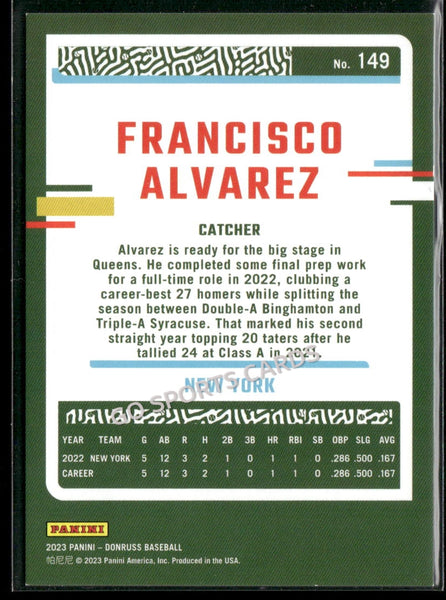 No. 149
FRANCISCO
ALVAREZ
CATCHER
Alvarez is ready for the big stage in
Queens. He completed some final prep work
for a full-time role in 2022, clubbing a
career-best 27 homers while splitting the
season between Double-A Binghamton and
Triple-A Syracuse. That marked his second
straight year topping 20 taters after he
tallied 24 at Class A in 2021.
NEW YORK
GQ SPORTS CARDS
YEAR TEAM G AB R H 2B 3B HR RBI SB OBP SLG AVG
2022 NEW YORK 5 12 3 2 1 0 1 1 0 .286 .500 .167
CAREER 5 12 3 2 1 0 1 1 0 .286 .500 .167
PANINI
2023 PANINI – DONRUSS BASEBALL
帕尼尼 © 2023 Panini America, Inc. Produced in the USA.